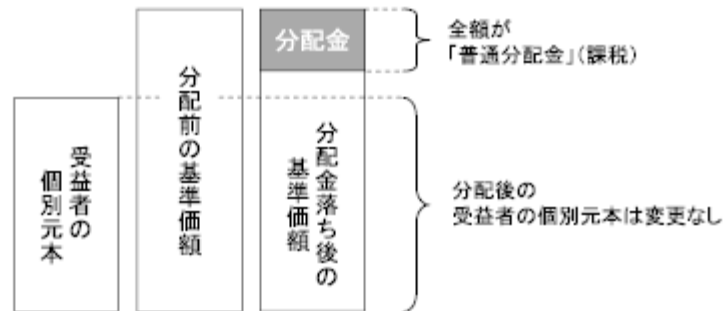 受益者の
個別元本
分配前の基準価額
分配金
分配金落ち後の
基準価額
全額が
「普通分配金」(課税)
分配後の
受益者の個別元本は変更なし